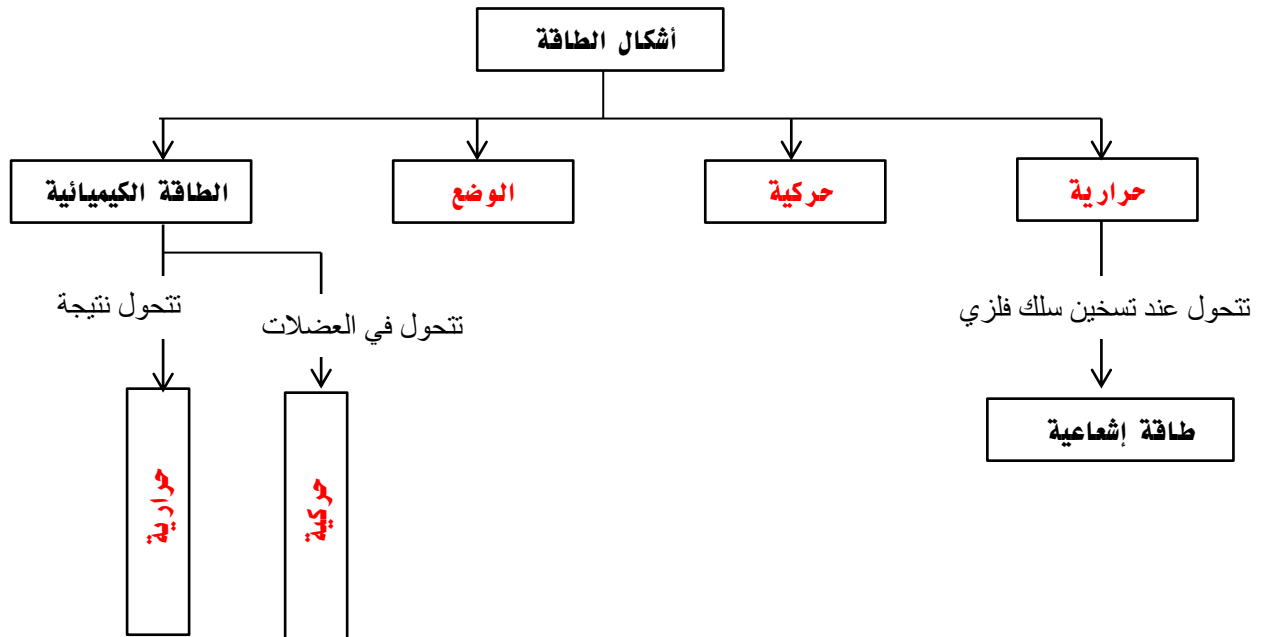 أشكال الطاقة
حرارية
حركية
الوضع
الطاقة الكيميائية
تتحول عند تسخين سلك فلزي
تتحول في العضلات
تتحول نتيجة
طاقة إشعاعية
حركية
حرارية